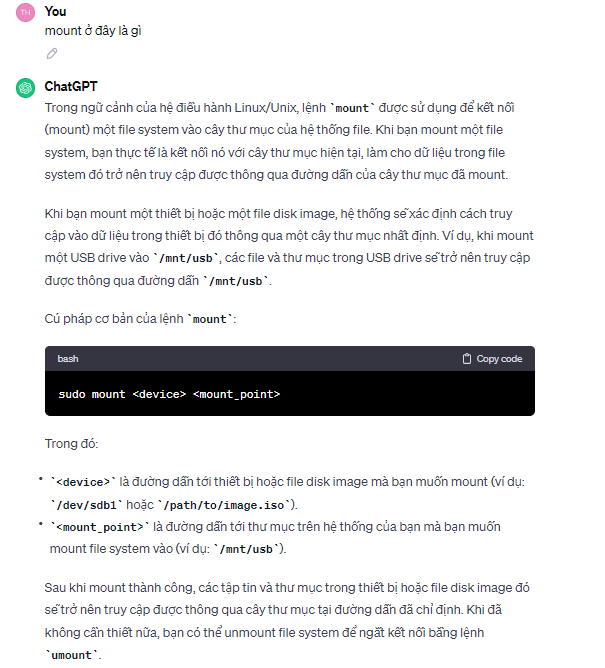 TH
You
mount ở đây là gì
ChatGPT
Trong ngữ cảnh của hệ điều hành Linux/Unix, lệnh `mount` được sử dụng để kết nối
(mount) một file system vào cây thư mục của hệ thống file. Khi bạn mount một file
system, bạn thực tế là kết nối nó với cây thư mục hiện tại, làm cho dữ liệu trong file
system đó trở nên truy cập được thông qua đường dẫn của cây thư mục đã mount.
Khi bạn mount một thiết bị hoặc một file disk image, hệ thống sẽ xác định cách truy
cập vào dữ liệu trong thiết bị đó thông qua một cây thư mục nhất định. Ví dụ, khi mount
một USB drive vào `/mnt/usb`, các file và thư mục trong USB drive sẽ trở nên truy cập
được thông qua đường dẫn `/mnt/usb`.
Cú pháp cơ bản của lệnh `mount`:
bash
Copy code
sudo mount <device> <mount_point>
Trong đó:
• `<device>` là đường dẫn tới thiết bị hoặc file disk image mà bạn muốn mount (ví dụ:
`/dev/sdb1` hoặc `/path/to/image.iso`).
• `<mount_point>` là đường dẫn tới thư mục trên hệ thống của bạn mà bạn muốn
mount file system vào (ví dụ: `/mnt/usb`).
Sau khi mount thành công, các tập tin và thư mục trong thiết bị hoặc file disk image đó
sẽ trở nên truy cập được thông qua cây thư mục tại đường dẫn đã chỉ định. Khi đã
không cần thiết nữa, bạn có thể unmount file system để ngắt kết nối bằng lệnh
`umount`.